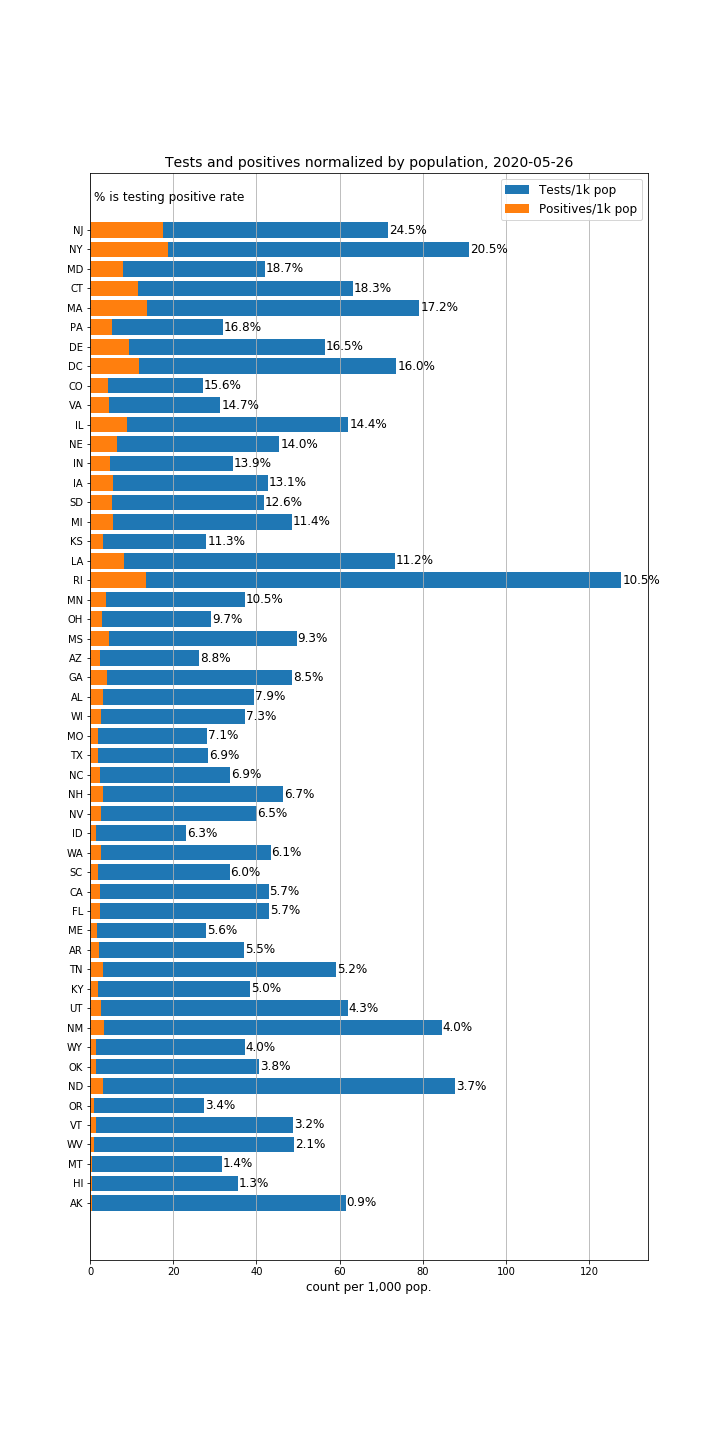 Tests and positives normalized by population, 2020-05-26
% is testing positive rate
Tests/1k pop
Positives/1k pop
NJ 24.5%
NY 20.5%
MD 18.7%
CT 18.3%
MA 17.2%
PA 16.8%
DE 16.5%
DC 16.0%
CO 15.6%
VA 14.7%
IL 14.4%
NE 14.0%
IN 13.9%
IA 13.1%
SD 12.6%
MI 11.4%
KS 11.3%
LA 11.2%
RI 10.5%
MN 10.5%
OH 9.7%
MS 9.3%
AZ 8.8%
GA 8.5%
AL 7.9%
WI 7.3%
MO 7.1%
TX 6.9%
NC 6.9%
NH 6.7%
NV 6.5%
ID 6.3%
WA 6.1%
SC 6.0%
CA 5.7%
FL 5.7%
ME 5.6%
AR 5.5%
TN 5.2%
KY 5.0%
UT 4.3%
NM 4.0%
WY 4.0%
OK 3.8%
ND 3.7%
OR 3.4%
VT 3.2%
WV 2.1%
MT 1.4%
HI 1.3%
AK 0.9%
0 20 40 60 80 100 120
count per 1,000 pop.